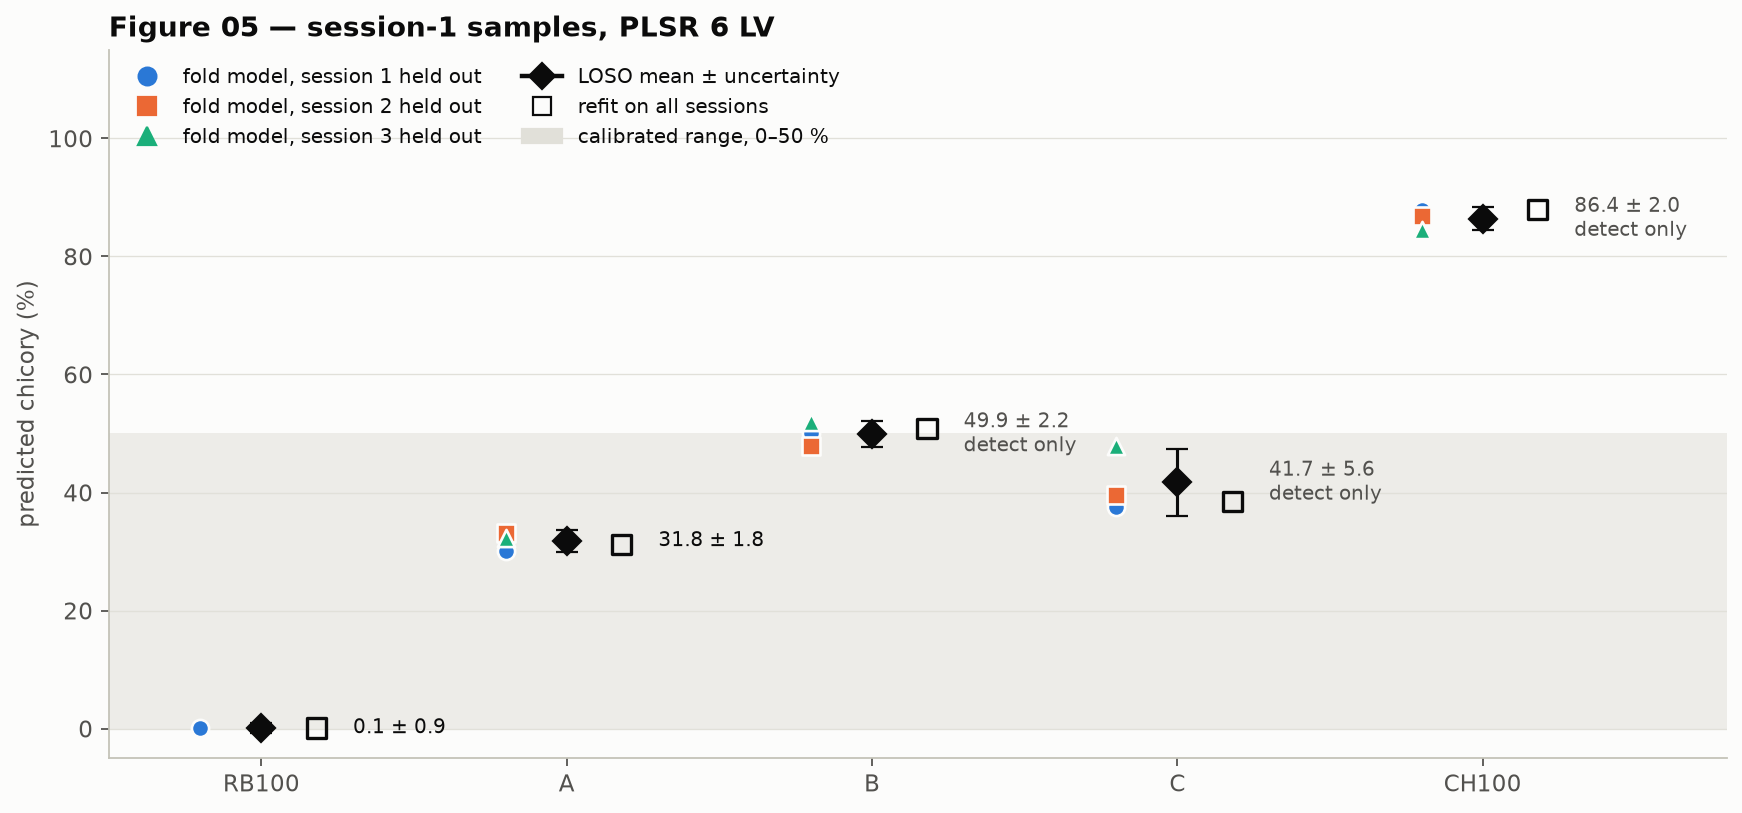 Figure 05 — session-1 samples, PLSR 6 LV
fold model, session 1 held out
fold model, session 2 held out
fold model, session 3 held out
LOSO mean ± uncertainty
refit on all sessions
calibrated range, 0–50 %
predicted chicory (%)
100
80
60
40
20
0
0.1 ± 0.9
31.8 ± 1.8
49.9 ± 2.2
detect only
41.7 ± 5.6
detect only
86.4 ± 2.0
detect only
RB100
A
B
C
CH100